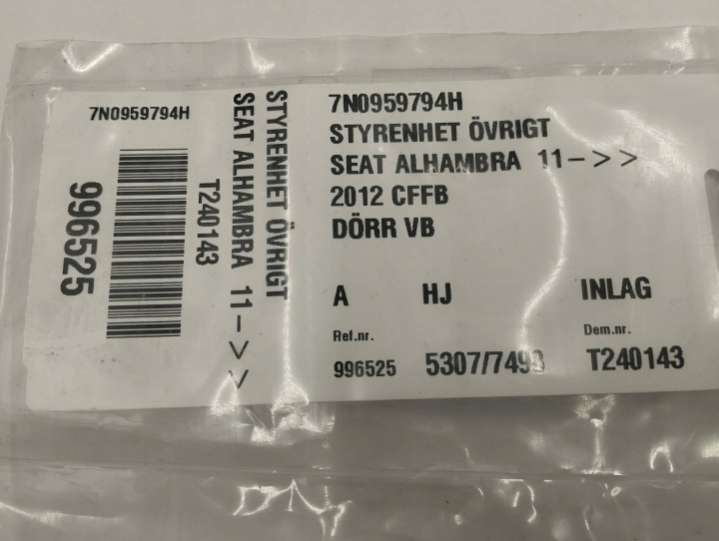 7N0959794H
996525
T240143
SEAT ALHAMBRA 11->>
STYRENHET ÖVRIGT
7N0959794H
STYRENHET ÖVRIGT
SEAT ALHAMBRA 11->>
2012 CFFB
DÖRR VB
A HJ INLAG
Ref.nr. Dem.nr.
996525 T240143